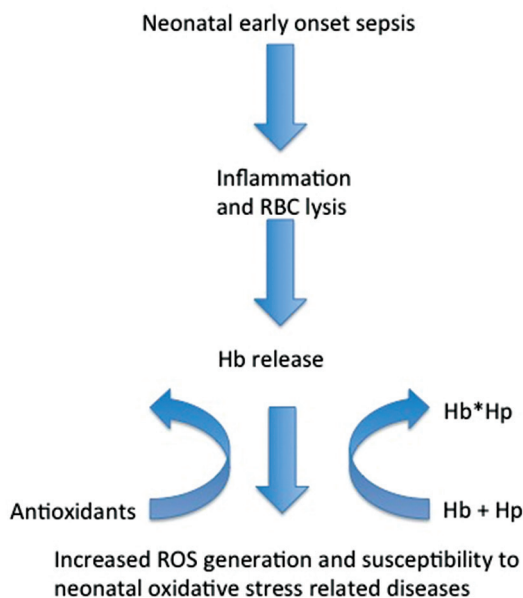 Neonatal early onset sepsis
Inflammation
and RBC lysis
Hb release
Hb*Hp
Antioxidants
Hb + Hp
Increased ROS generation and susceptibility to
neonatal oxidative stress related diseases